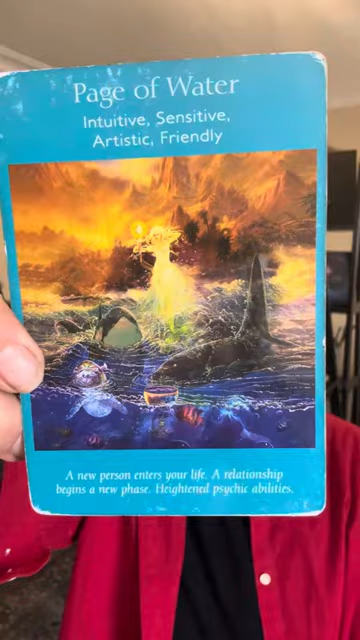 Page of Water
Intuitive, Sensitive,
Artistic, Friendly
A new person enters your life. A relationship
begins a new phase. Heightened psychic abilities.